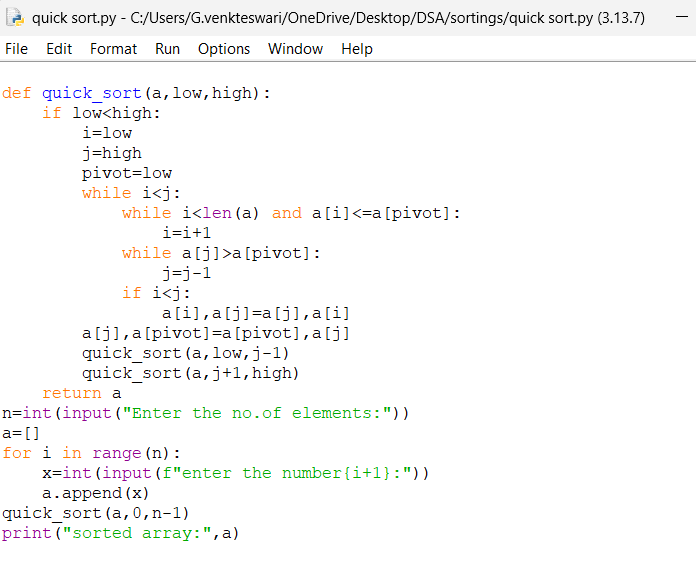 quick sort.py - C:/Users/G.venkteswari/OneDrive/Desktop/DSA/sortings/quick sort.py (3.13.7)
File Edit Format Run Options Window Help
def quick_sort(a,low,high):
    if low<high:
        i=low
        j=high
        pivot=low
        while i<j:
            while i<len(a) and a[i]<=a[pivot]:
                i=i+1
            while a[j]>a[pivot]:
                j=j-1
            if i<j:
                a[i],a[j]=a[j],a[i]
        a[j],a[pivot]=a[pivot],a[j]
        quick_sort(a,low,j-1)
        quick_sort(a,j+1,high)
    return a
n=int(input("Enter the no.of elements:"))
a=[]
for i in range(n):
    x=int(input(f"enter the number{i+1}:"))
    a.append(x)
quick_sort(a,0,n-1)
print("sorted array:",a)